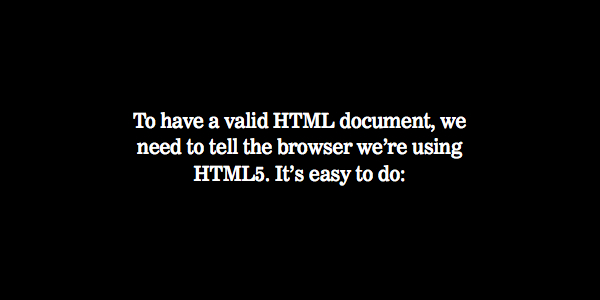 To have a valid HTML document, we
need to tell the browser we’re using
HTML5. It’s easy to do: